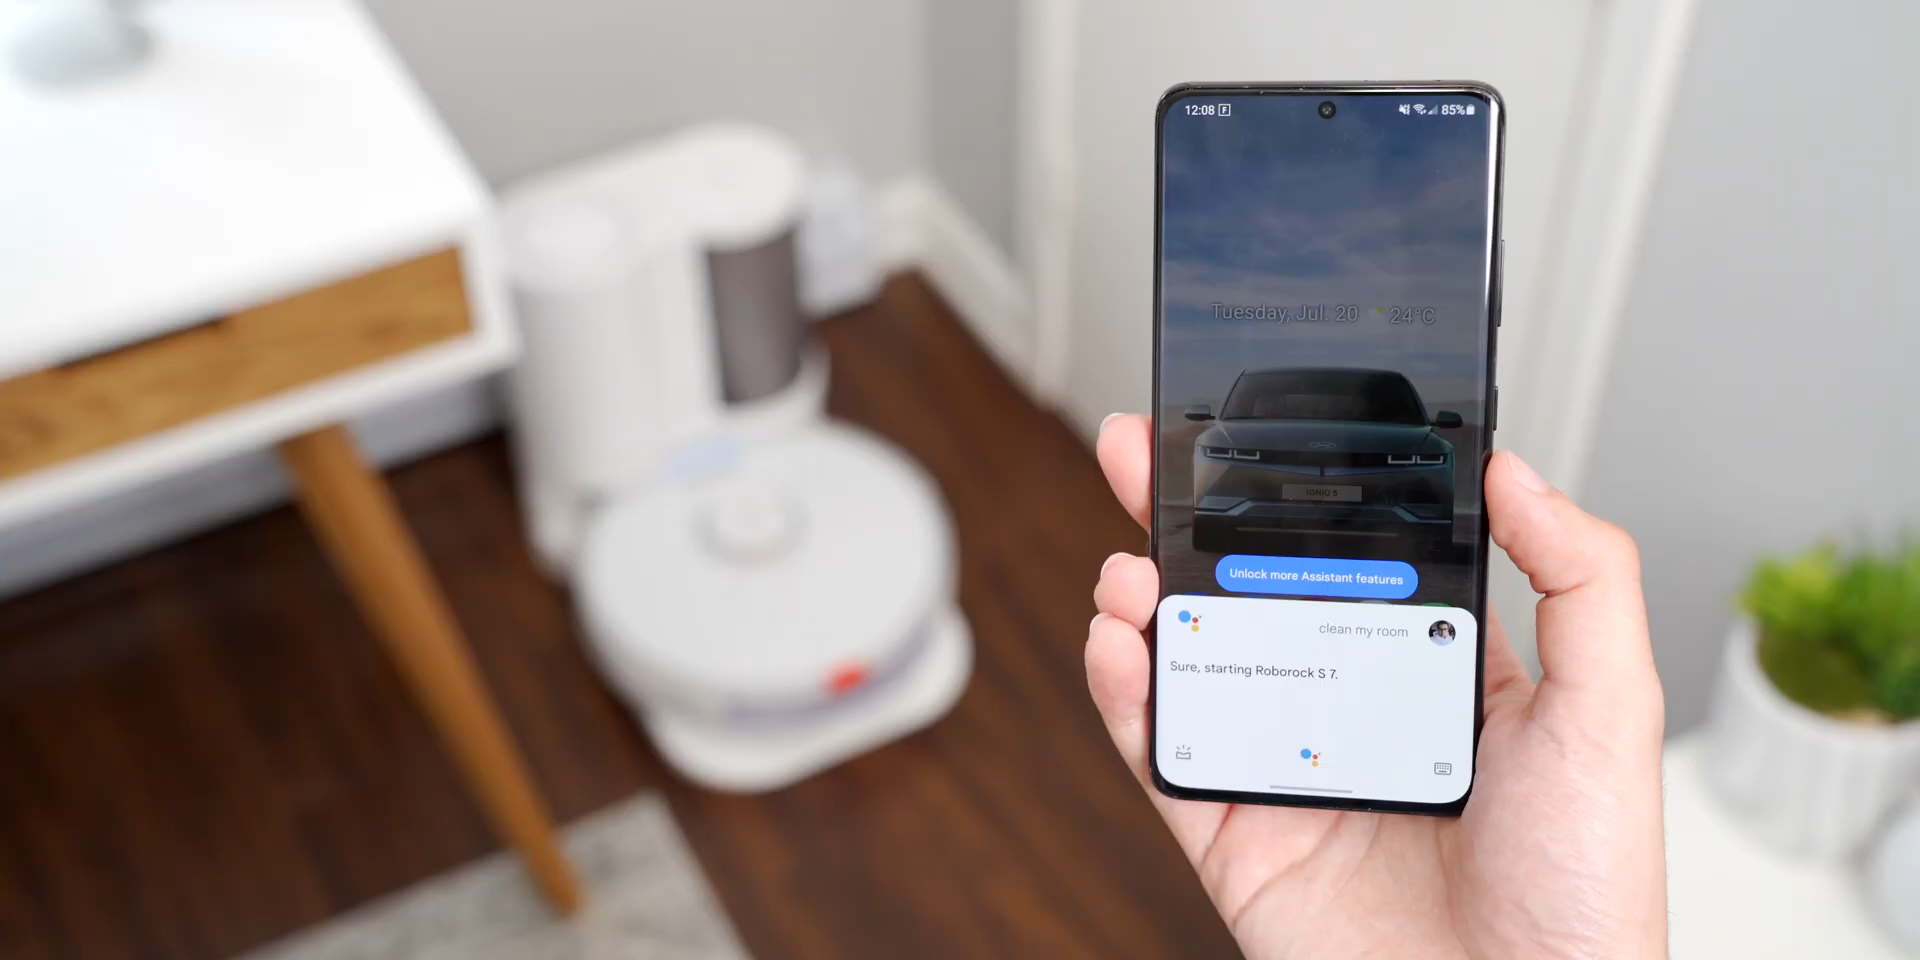 12:08 F
85%
Tuesday, Jul. 20 24°C
IONIQ 5
Unlock more Assistant features
clean my room
Sure, starting Roborock S 7.